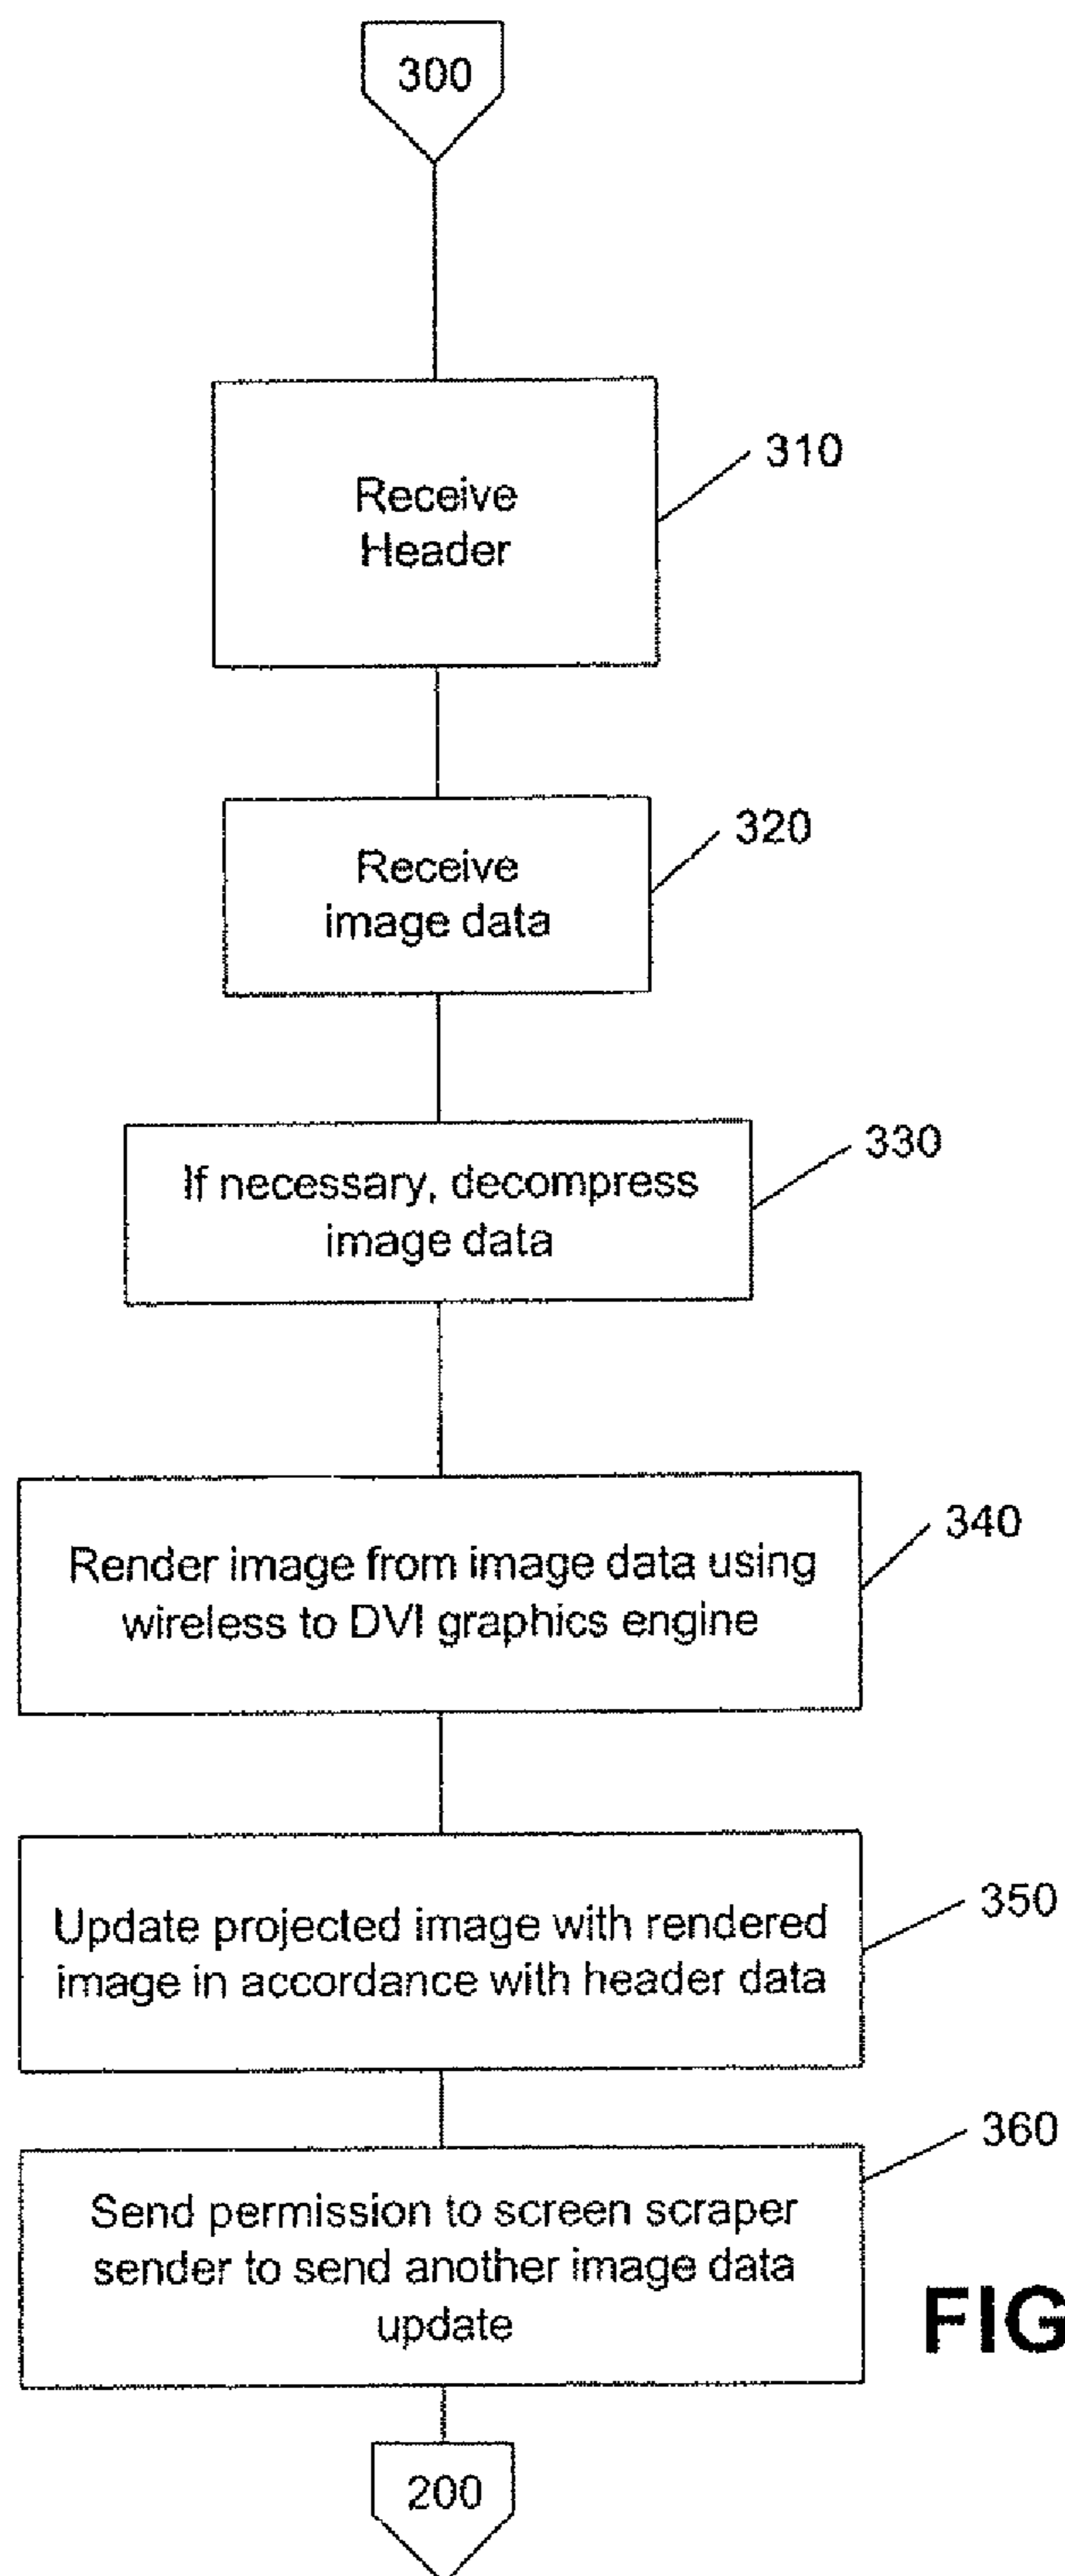 300
Receive
Header
310
Receive
image data
320
If necessary, decompress
image data
330
Render image from image data using
wireless to DVI graphics engine
340
Update projected image with rendered
image in accordance with header data
350
Send permission to screen scraper
sender to send another image data
update
360
FIG
200